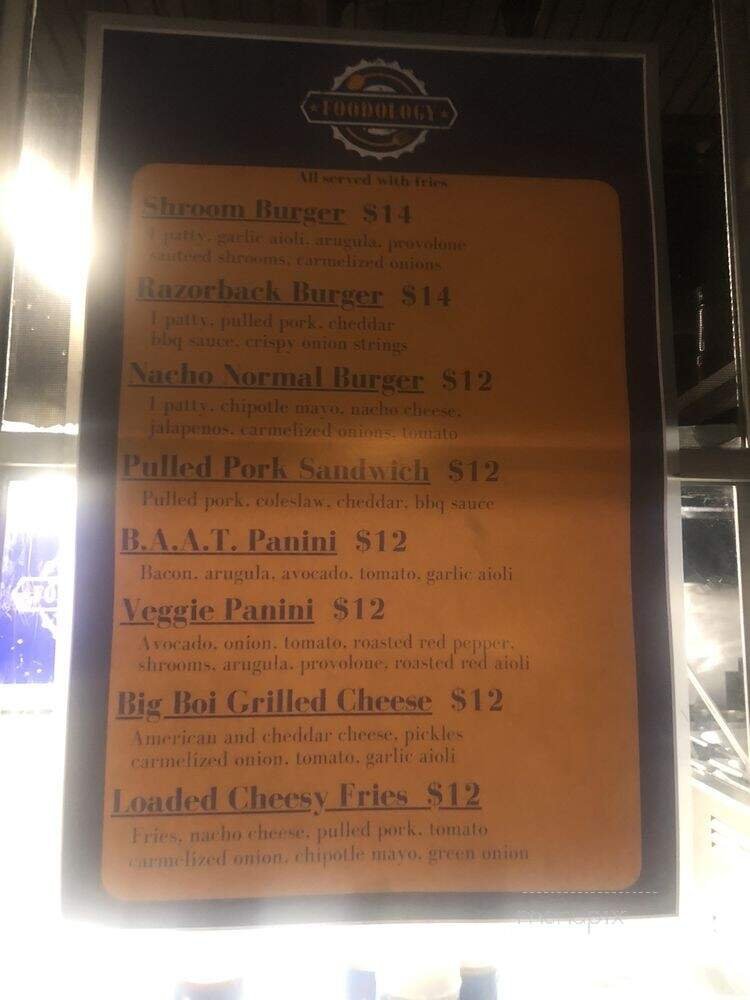 FOODOLOGY
All served with fries
Shroom Burger $14
1 patty, garlic aioli, arugula, provolone
sauteed shrooms, carmelized onions
Razorback Burger $14
1 patty, pulled pork, cheddar
bbq sauce, crispy onion strings
Nacho Normal Burger $12
1 patty, chipotle mayo, nacho cheese,
jalapenos, carmelized onions, tomato
Pulled Pork Sandwich $12
Pulled pork, coleslaw, cheddar, bbq sauce
B.A.A.T. Panini $12
Bacon, arugula, avocado, tomato, garlic aioli
Veggie Panini $12
Avocado, onion, tomato, roasted red pepper,
shrooms, arugula, provolone, roasted red aioli
Big Boi Grilled Cheese $12
American and cheddar cheese, pickles
carmelized onion, tomato, garlic aioli
Loaded Cheesy Fries $12
Fries, nacho cheese, pulled pork, tomato
carmelized onion, chipotle mayo, green onion
menupix